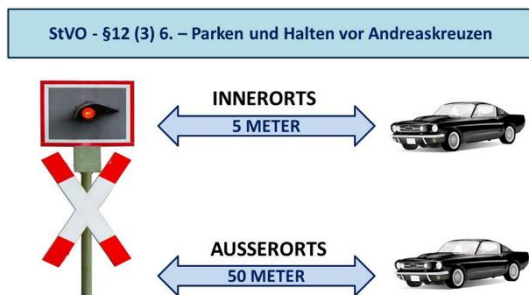 StVO - §12 (3) 6. – Parken und Halten vor Andreaskreuzen
INNERORTS
5 METER
AUSSERORTS
50 METER